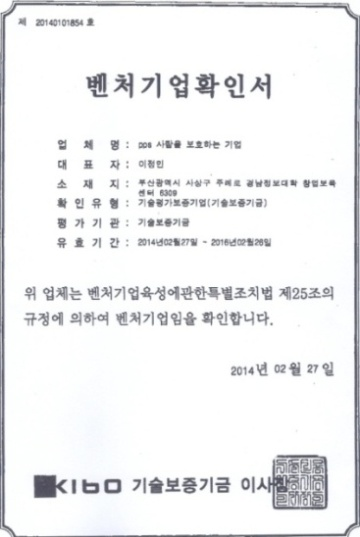 제 20140101854 호
벤처기업확인서
업 체 명 : pps 사람을 보호하는 기업
대 표 자 : 이정민
소 재 지 : 부산광역시 사상구 주례로 경남정보대학 창업보육
센터 6309
확 인 유 형 : 기술평가보증기업(기술보증기금)
평 가 기 관 : 기술보증기금
유 효 기 간 : 2014년02월27일 - 2016년02월26일
위 업체는 벤처기업육성에관한특별조치법 제25조의
규정에 의하여 벤처기업임을 확인합니다.
2014년 02월 27일
KIBO 기술보증기금 이사장